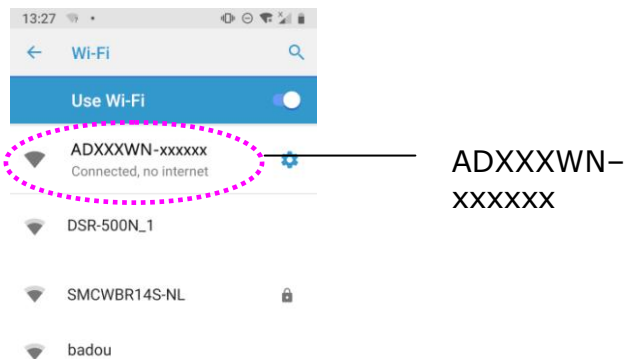 13:27
Wi-Fi
Use Wi-Fi
ADXXXWN-xxxxxx
Connected, no internet
ADXXXWN–
xxxxxx
DSR-500N_1
SMCWBR14S-NL
badou